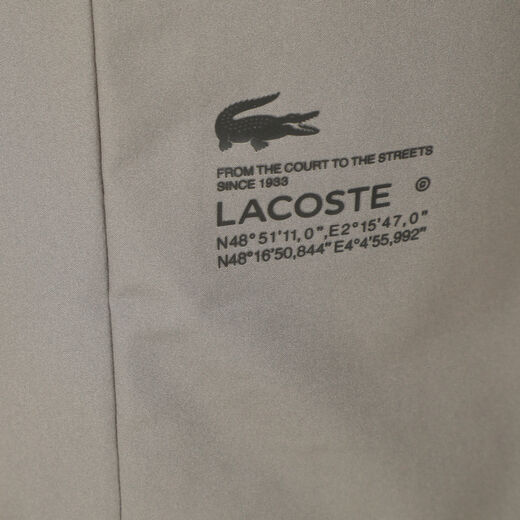 FROM THE COURT TO THE STREETS
SINCE 1933
LACOSTE ©
N48°51'11,0",E2°15'47,0"
N48°16'50,844" E4°4'55,992"